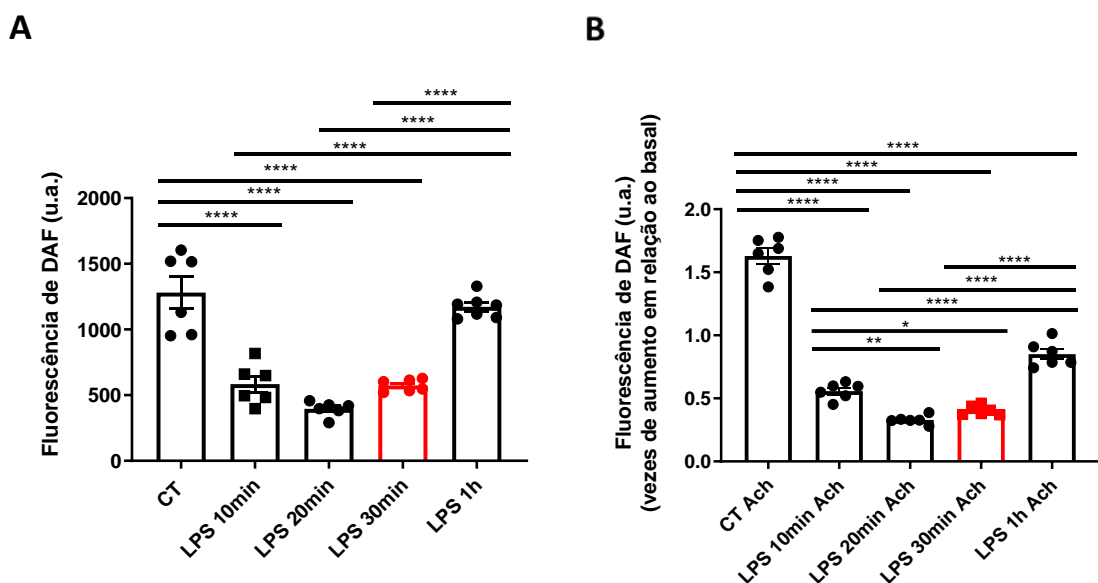 A
****
****
****
****
****
****
Fluorescência de DAF (u.a.)
2000
1500
1000
500
0
CT
LPS 10min
LPS 20min
LPS 30min
LPS 1h
B
****
****
****
****
****
****
****
*
**
Fluorescência de DAF (u.a.)
(vezes de aumento em relação ao basal)
2.0
1.5
1.0
0.5
0.0
CT Ach
LPS 10min Ach
LPS 20min Ach
LPS 30min Ach
LPS 1h Ach